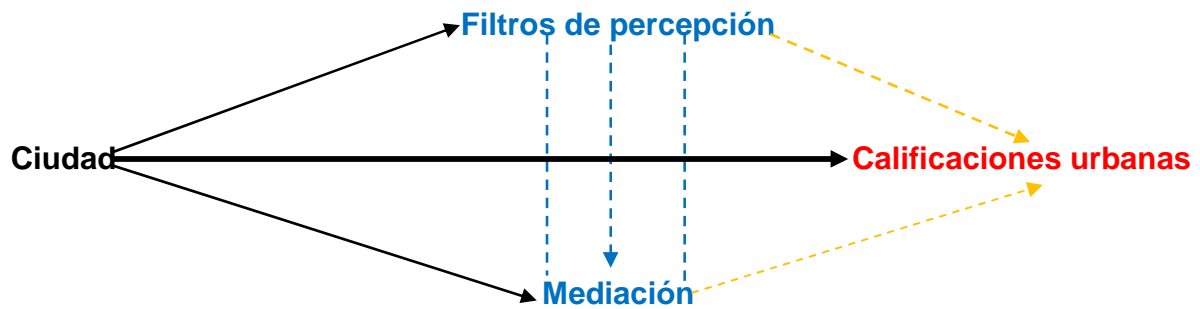 Filtros de percepción
Ciudad
Calificaciones urbanas
Mediación